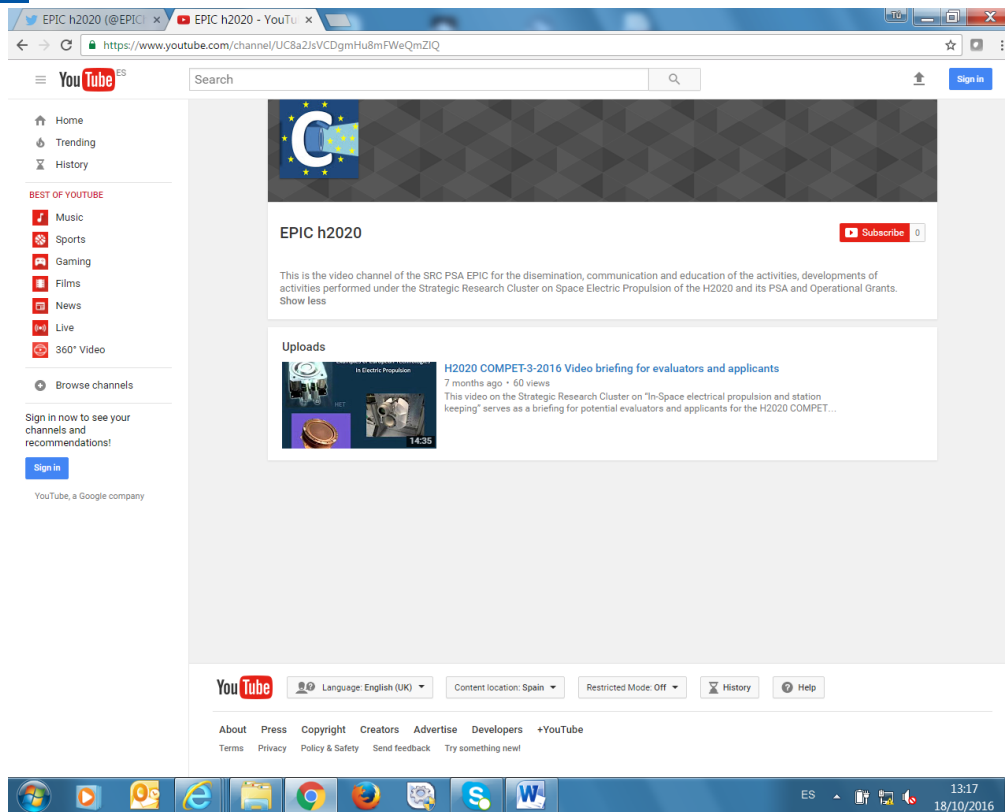 EPIC h2020 (@EPIC
EPIC h2020 - YouTu
https://www.youtube.com/channel/UC8a2JsVCDgmHu8mFWeQmZIQ
YouTube ES
Search
Sign in
Home
Trending
History
BEST OF YOUTUBE
Music
Sports
Gaming
Films
News
Live
360° Video
Browse channels
Sign in now to see your
channels and
recommendations!
Sign in
YouTube, a Google company
C
EPIC h2020
Subscribe 0
This is the video channel of the SRC PSA EPIC for the disemination, communication and education of the activities, developments of
activities performed under the Strategic Research Cluster on Space Electric Propulsion of the H2020 and its PSA and Operational Grants.
Show less
Uploads
In Electric Propulsion
HET
14:35
H2020 COMPET-3-2016 Video briefing for evaluators and applicants
7 months ago • 60 views
This video on the Strategic Research Cluster on "In-Space electrical propulsion and station
keeping" serves as a briefing for potential evaluators and applicants for the H2020 COMPET...
YouTube
Language: English (UK)
Content location: Spain
Restricted Mode: Off
History
Help
About Press Copyright Creators Advertise Developers +YouTube
Terms Privacy Policy & Safety Send feedback Try something new!
ES
13:17
18/10/2016